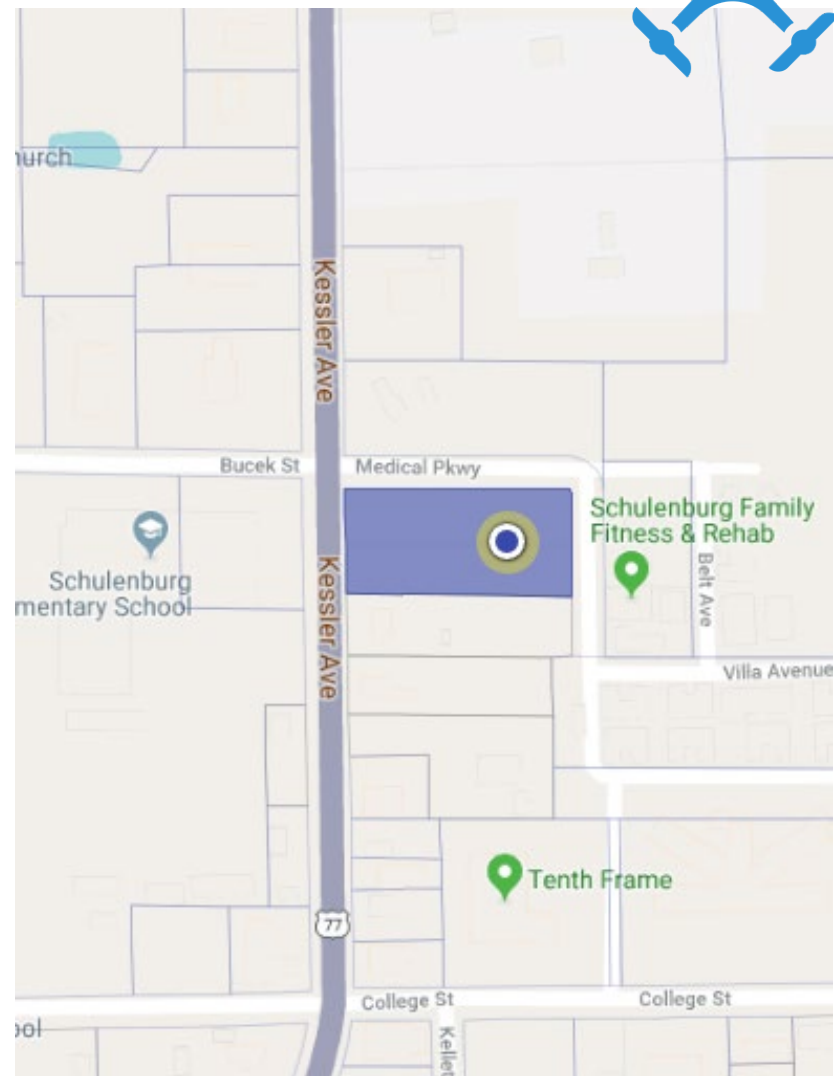 hurch
Kessler Ave
Bucek St
Medical Pkwy
Schulenburg Family
Fitness & Rehab
Schulenburg
mentary School
Kessler Ave
Belt Ave
Villa Avenue
Tenth Frame
77
College St
College St
ool
Kellet